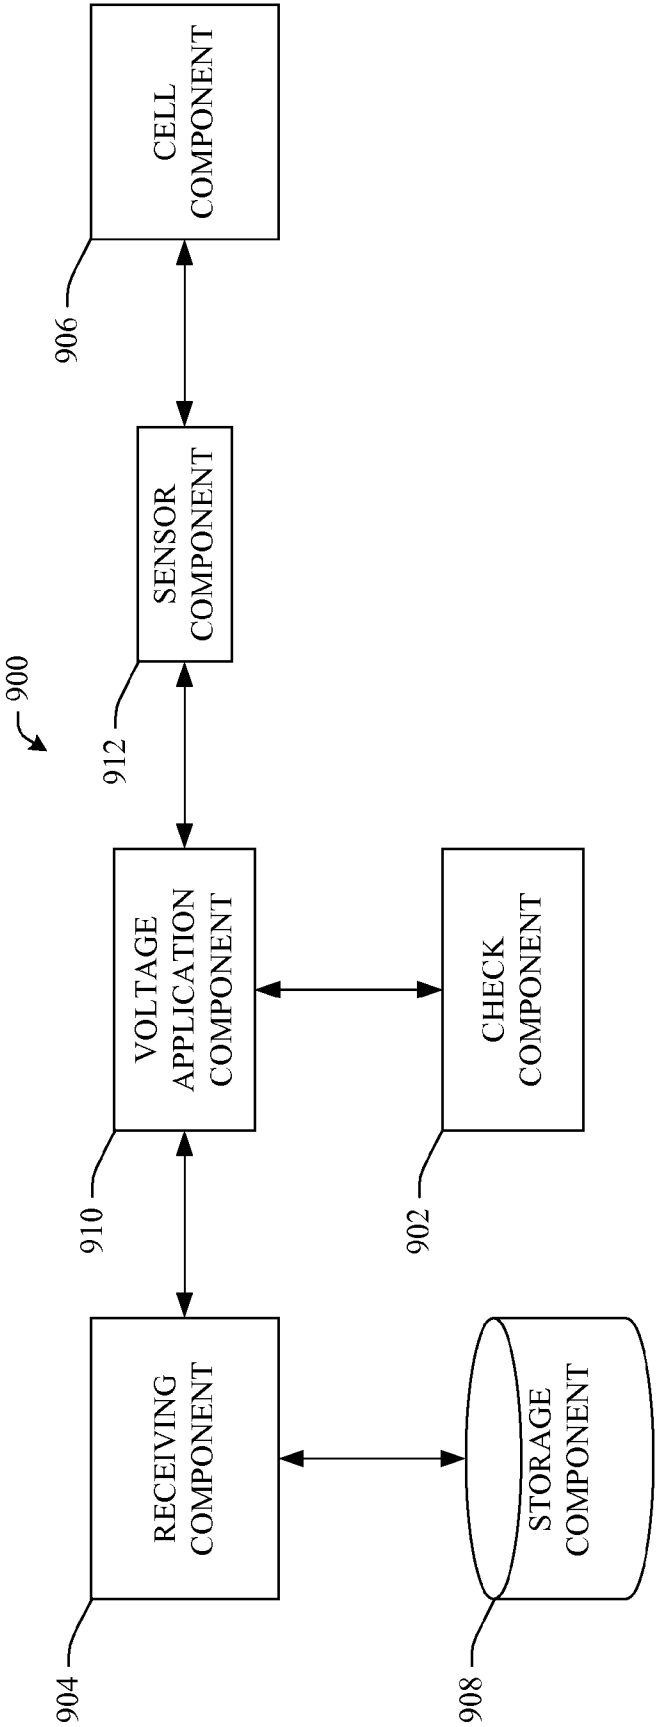 900
904
RECEIVING
COMPONENT
910
VOLTAGE
APPLICATION
COMPONENT
912
SENSOR
COMPONENT
906
CELL
COMPONENT
908
STORAGE
COMPONENT
902
CHECK
COMPONENT